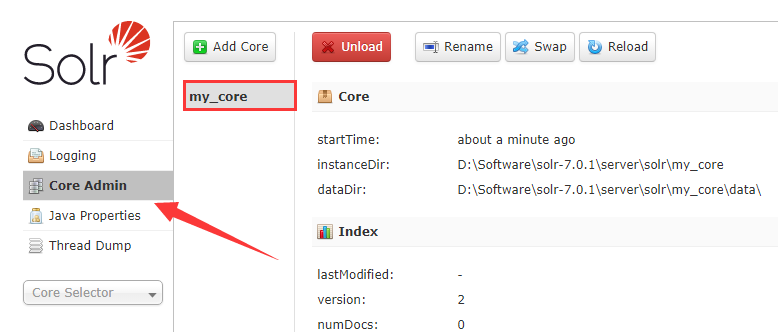 Solr
Dashboard
Logging
Core Admin
Java Properties
Thread Dump
Core Selector
Add Core
Unload
Rename
Swap
Reload
my_core
Core
startTime: about a minute ago
instanceDir: D:\Software\solr-7.0.1\server\solr\my_core
dataDir: D:\Software\solr-7.0.1\server\solr\my_core\data\
Index
lastModified: -
version: 2
numDocs: 0